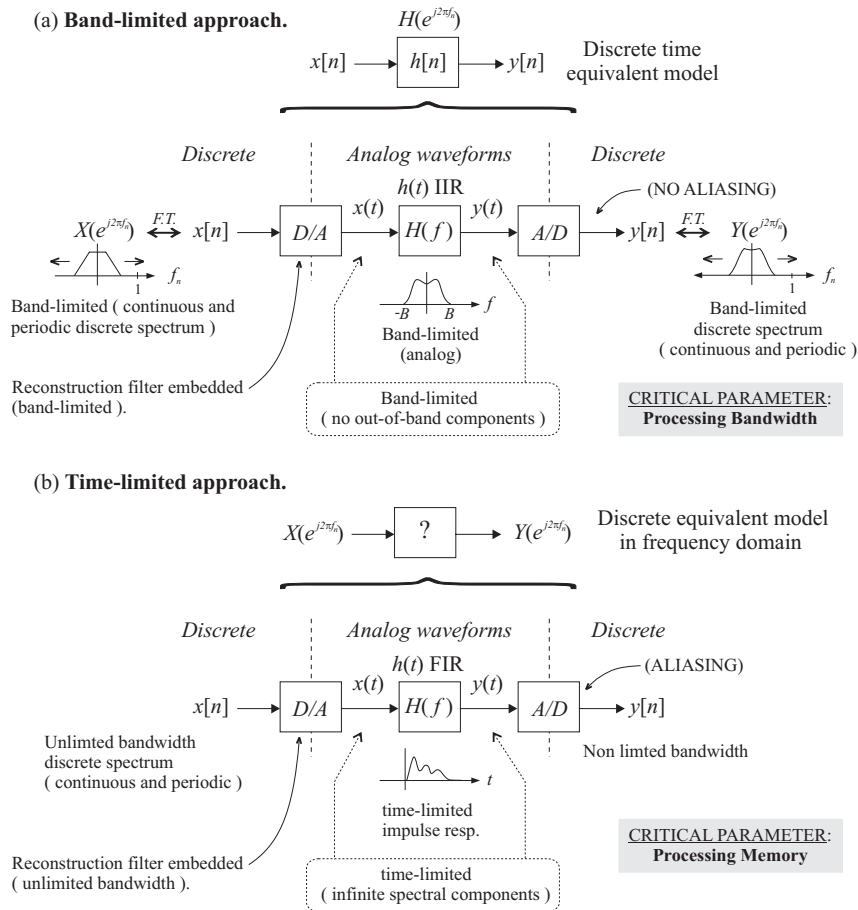 (a) Band-limited approach.
H(e^{j2πf_n})
x[n]
h[n]
y[n]
Discrete time
equivalent model
Discrete
Analog waveforms
Discrete
h(t) IIR
(NO ALIASING)
X(e^{j2πf_n})
F.T.
x[n]
D/A
x(t)
H(f)
y(t)
A/D
y[n]
F.T.
Y(e^{j2πf_n})
1
f_n
-B
B
f
1
f_n
Band-limited ( continuous and
periodic discrete spectrum )
Band-limited
(analog)
Band-limited
discrete spectrum
( continuous and periodic )
Reconstruction filter embedded
(band-limited ).
Band-limited
( no out-of-band components )
CRITICAL PARAMETER:
Processing Bandwidth
(b) Time-limited approach.
X(e^{j2πf_n})
?
Y(e^{j2πf_n})
Discrete equivalent model
in frequency domain
Discrete
Analog waveforms
Discrete
h(t) FIR
(ALIASING)
x[n]
D/A
x(t)
H(f)
y(t)
A/D
y[n]
Unlimted bandwidth
discrete spectrum
( continuous and periodic )
t
Non limted bandwidth
time-limited
impulse resp.
Reconstruction filter embedded
( unlimited bandwidth ).
time-limited
( infinite spectral components )
CRITICAL PARAMETER:
Processing Memory